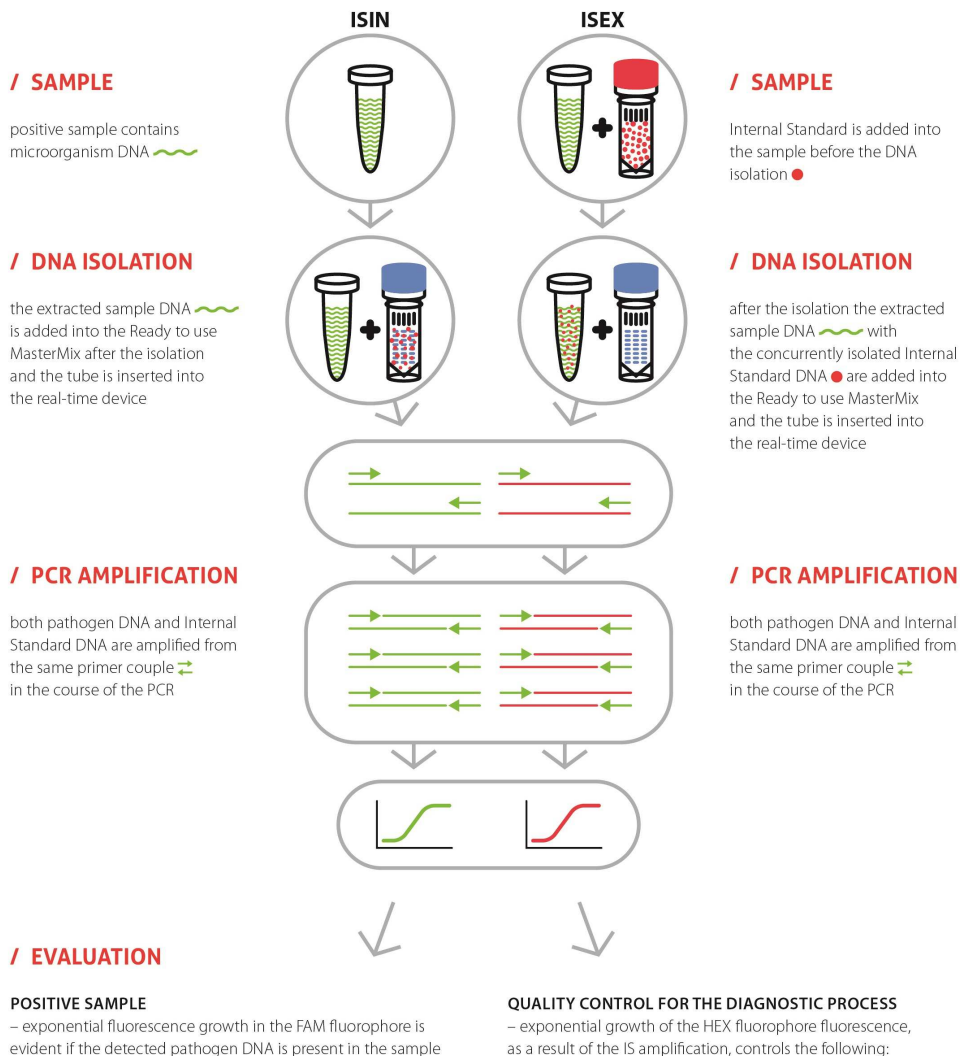 ISIN
ISEX
/ SAMPLE
positive sample contains
microorganism DNA
/ SAMPLE
Internal Standard is added into
the sample before the DNA
isolation
/ DNA ISOLATION
the extracted sample DNA
is added into the Ready to use
MasterMix after the isolation
and the tube is inserted into
the real-time device
/ DNA ISOLATION
after the isolation the extracted
sample DNA with
the concurrently isolated Internal
Standard DNA are added into
the Ready to use MasterMix
and the tube is inserted into
the real-time device
/ PCR AMPLIFICATION
both pathogen DNA and Internal
Standard DNA are amplified from
the same primer couple
in the course of the PCR
/ PCR AMPLIFICATION
both pathogen DNA and Internal
Standard DNA are amplified from
the same primer couple
in the course of the PCR
/ EVALUATION
POSITIVE SAMPLE
– exponential fluorescence growth in the FAM fluorophore is
evident if the detected pathogen DNA is present in the sample
QUALITY CONTROL FOR THE DIAGNOSTIC PROCESS
– exponential growth of the HEX fluorophore fluorescence,
as a result of the IS amplification, controls the following: